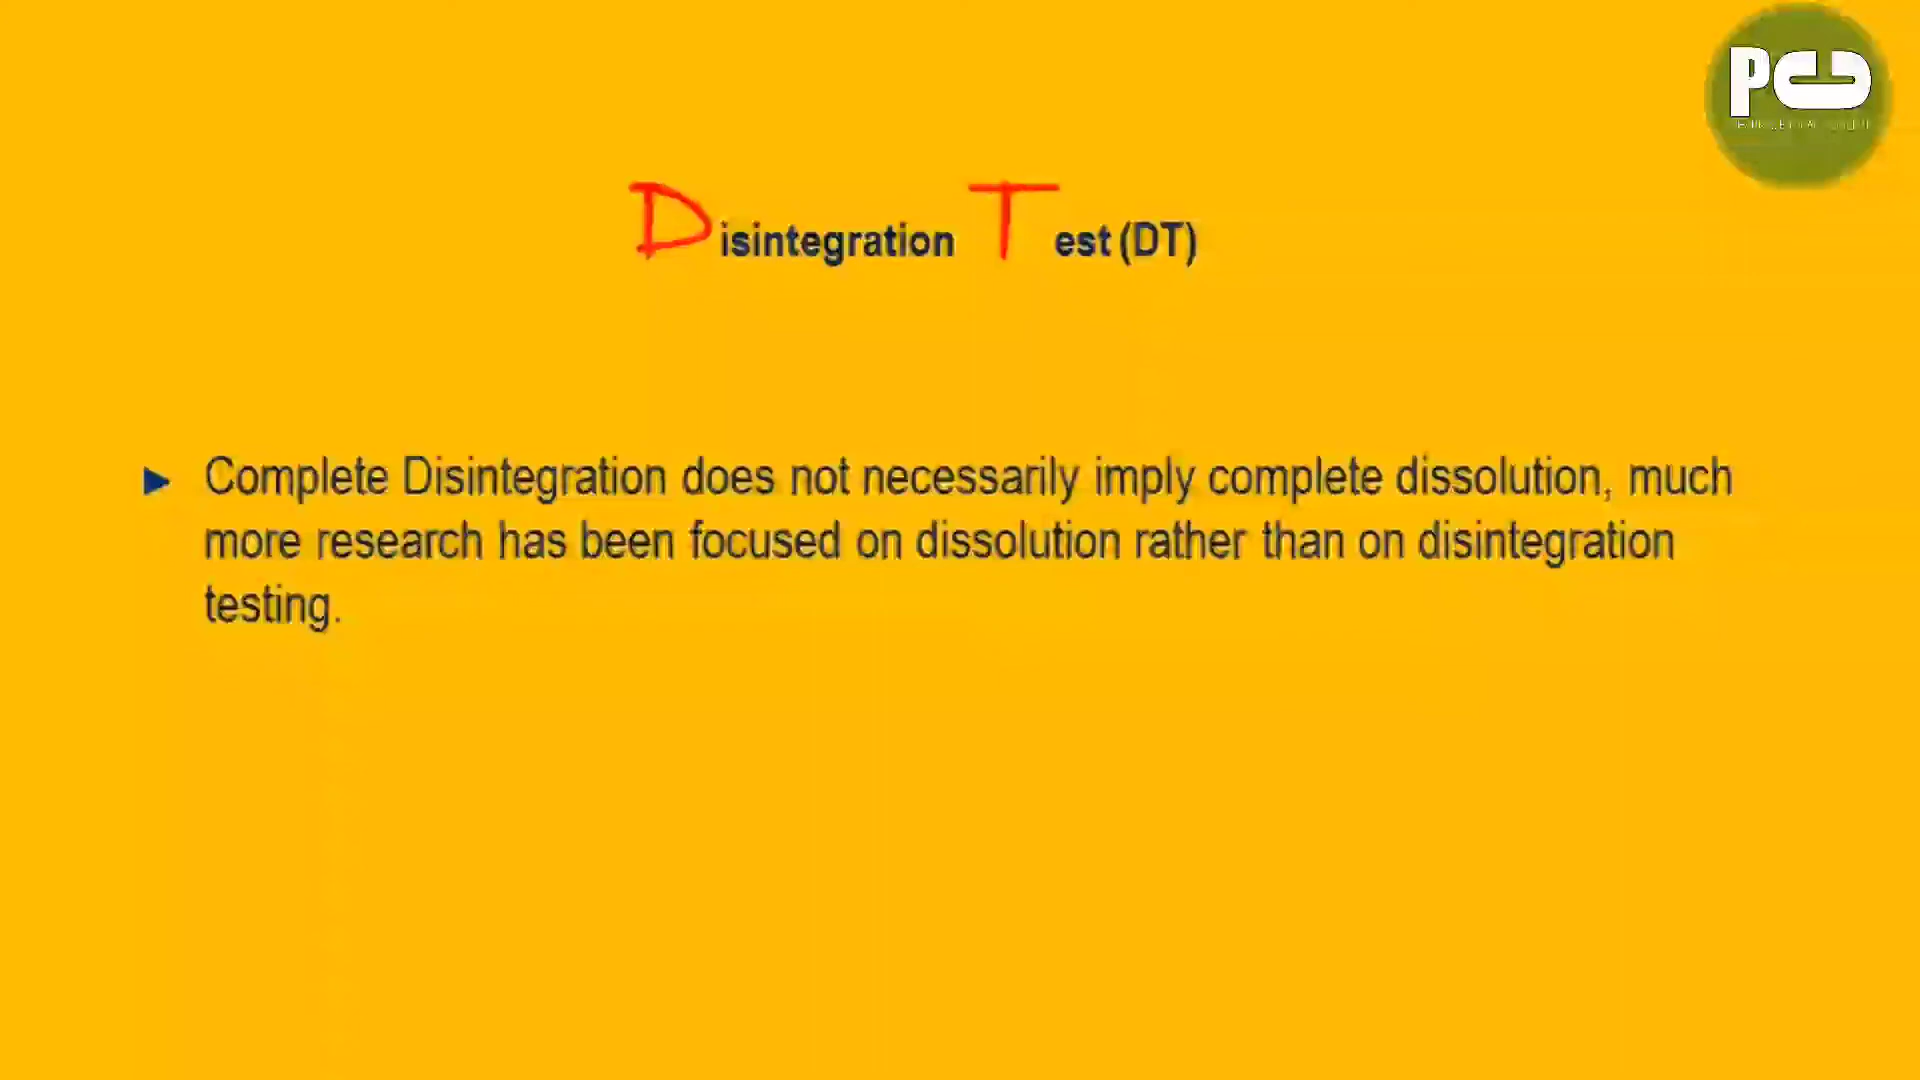 PCD
Disintegration Test (DT)
► Complete Disintegration does not necessarily imply complete dissolution, much
more research has been focused on dissolution rather than on disintegration
testing.